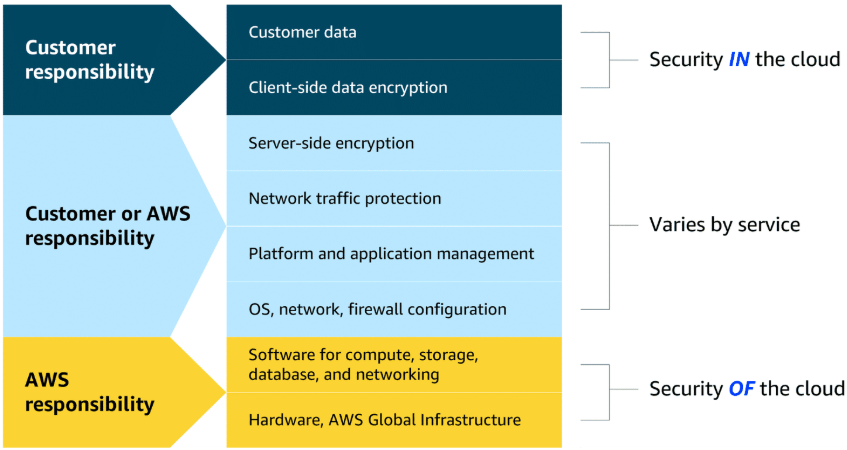 Customer
responsibility
Customer data
Client-side data encryption
Security IN the cloud
Customer or AWS
responsibility
Server-side encryption
Network traffic protection
Platform and application management
OS, network, firewall configuration
Varies by service
AWS
responsibility
Software for compute, storage,
database, and networking
Hardware, AWS Global Infrastructure
Security OF the cloud